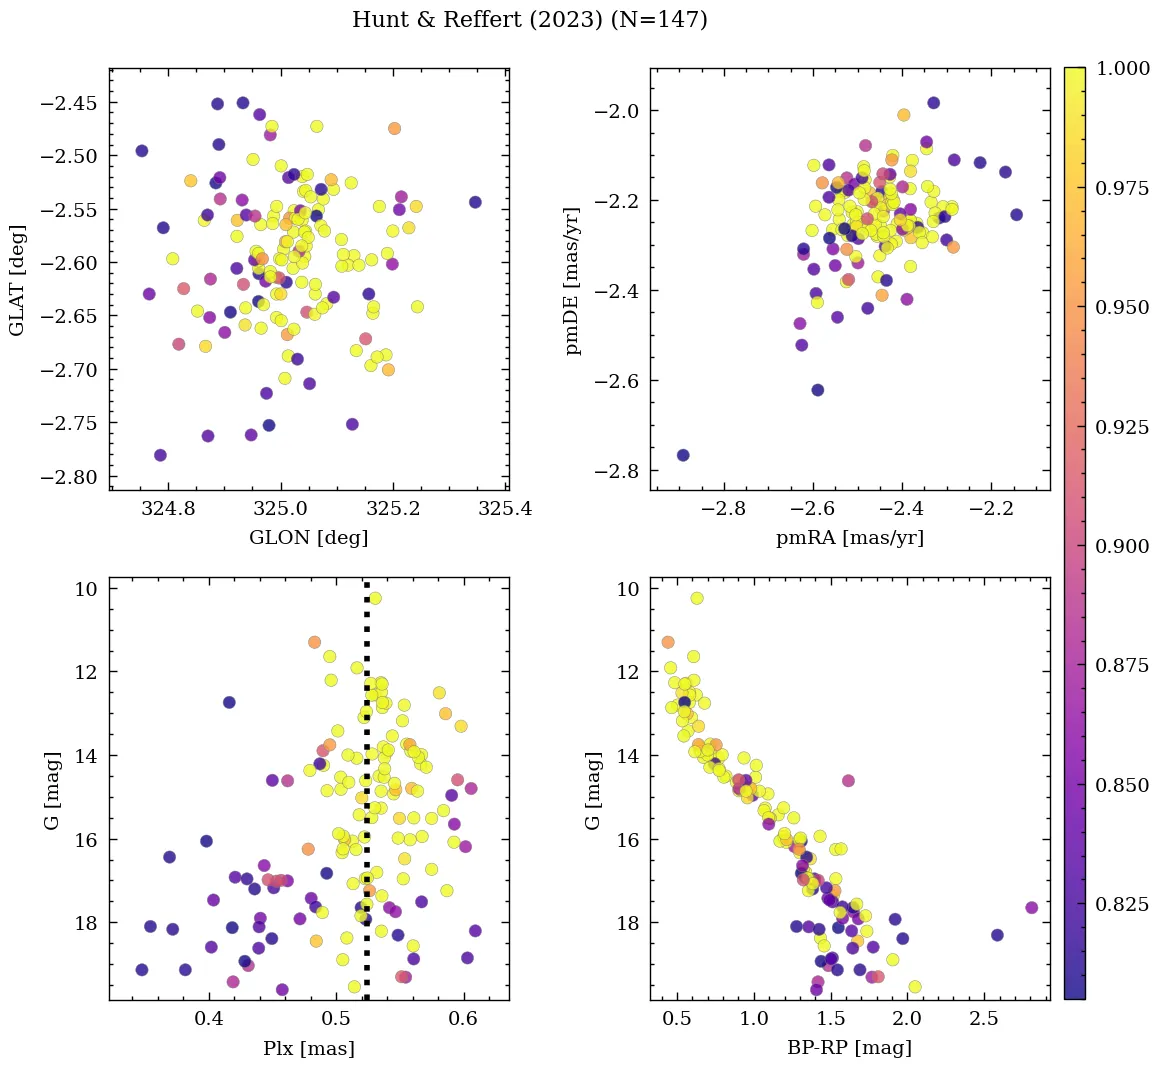 Hunt & Reffert (2023) (N=147)
−2.45
−2.50
−2.55
−2.60
−2.65
−2.70
−2.75
−2.80
GLAT [deg]
324.8 325.0 325.2 325.4
GLON [deg]
−2.0
−2.2
−2.4
−2.6
−2.8
pmDE [mas/yr]
−2.8 −2.6 −2.4 −2.2
pmRA [mas/yr]
10
12
14
16
18
G [mag]
0.4 0.5 0.6
Plx [mas]
10
12
14
16
18
G [mag]
0.5 1.0 1.5 2.0 2.5
BP-RP [mag]
1.000
0.975
0.950
0.925
0.900
0.875
0.850
0.825